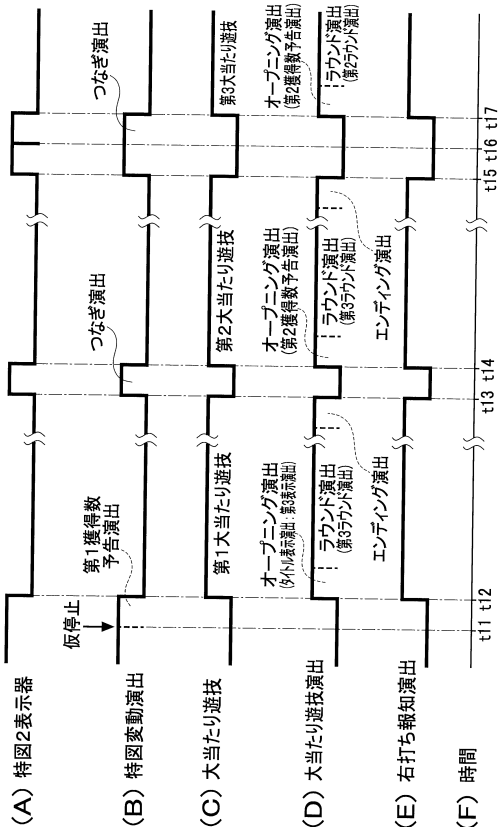 (A) 特図2表示器
(B) 特図変動演出
仮停止
第1獲得数
予告演出
つなぎ演出
つなぎ演出
(C) 大当たり遊技
第1大当たり遊技
第2大当たり遊技
第3大当たり遊技
(D) 大当たり遊技演出
オープニング演出
(タイトル表示演出・第3表示演出)
ラウンド演出
(第3ラウンド演出)
エンディング演出
オープニング演出
(第2獲得数予告演出)
ラウンド演出
(第3ラウンド演出)
エンディング演出
オープニング演出
(第2獲得数予告演出)
ラウンド演出
(第2ラウンド演出)
(E) 右打ち報知演出
(F) 時間
t11 t12 t13 t14 t15 t16 t17